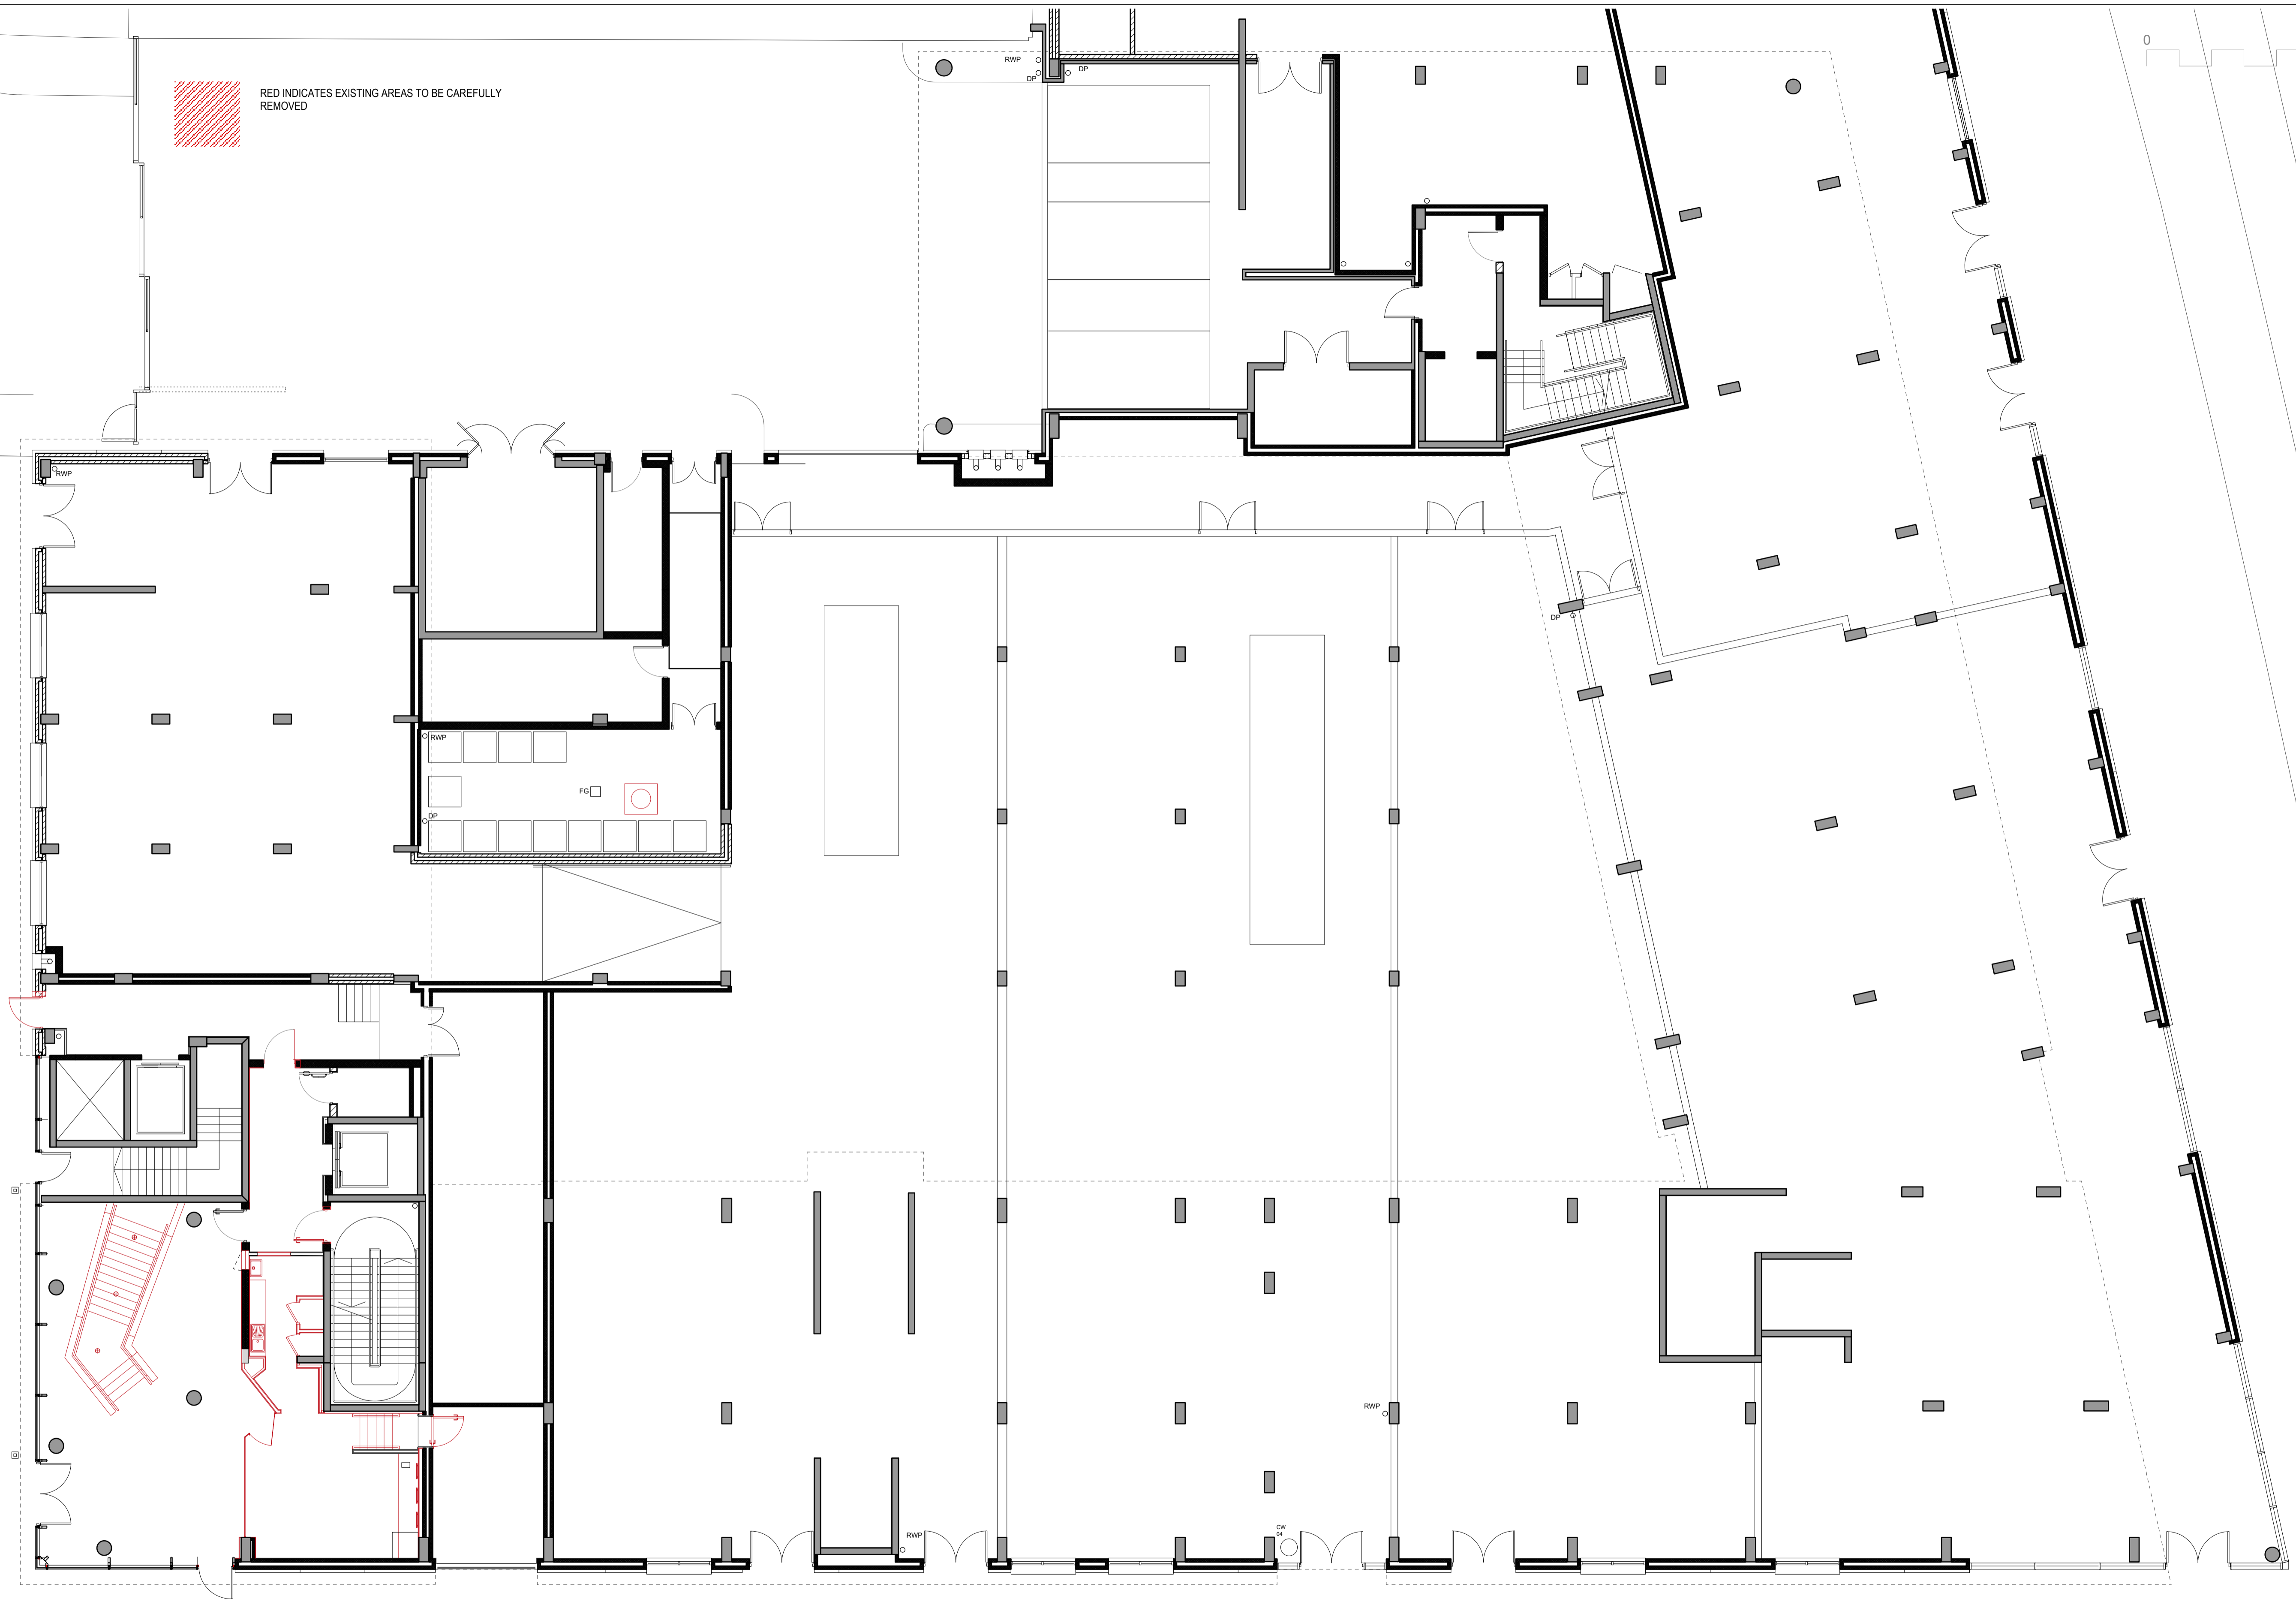 0
RWP
DP
DP
RED INDICATES EXISTING AREAS TO BE CAREFULLY
REMOVED
RWP
DP
RWP
FG
DP
RWP
CW
04
RWP